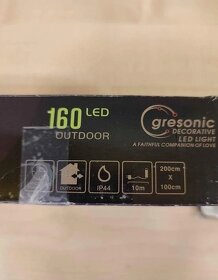 160 LED
OUTDOOR
gresonic
DECORATIVE
LED LIGHT
A FAITHFUL COMPANION OF LOVE
OUTDOOR
IP44
10m
200cm
X
100cm